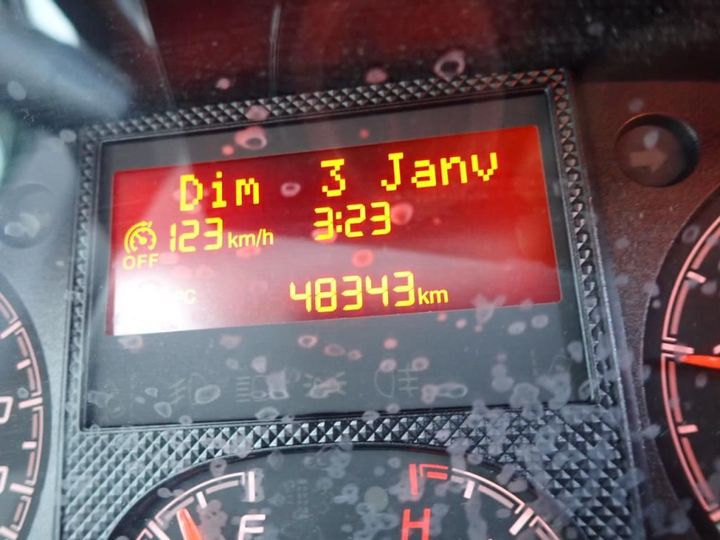 Dim 3 Janv
123 km/h 3:23
OFF
°C 48343 km
E H